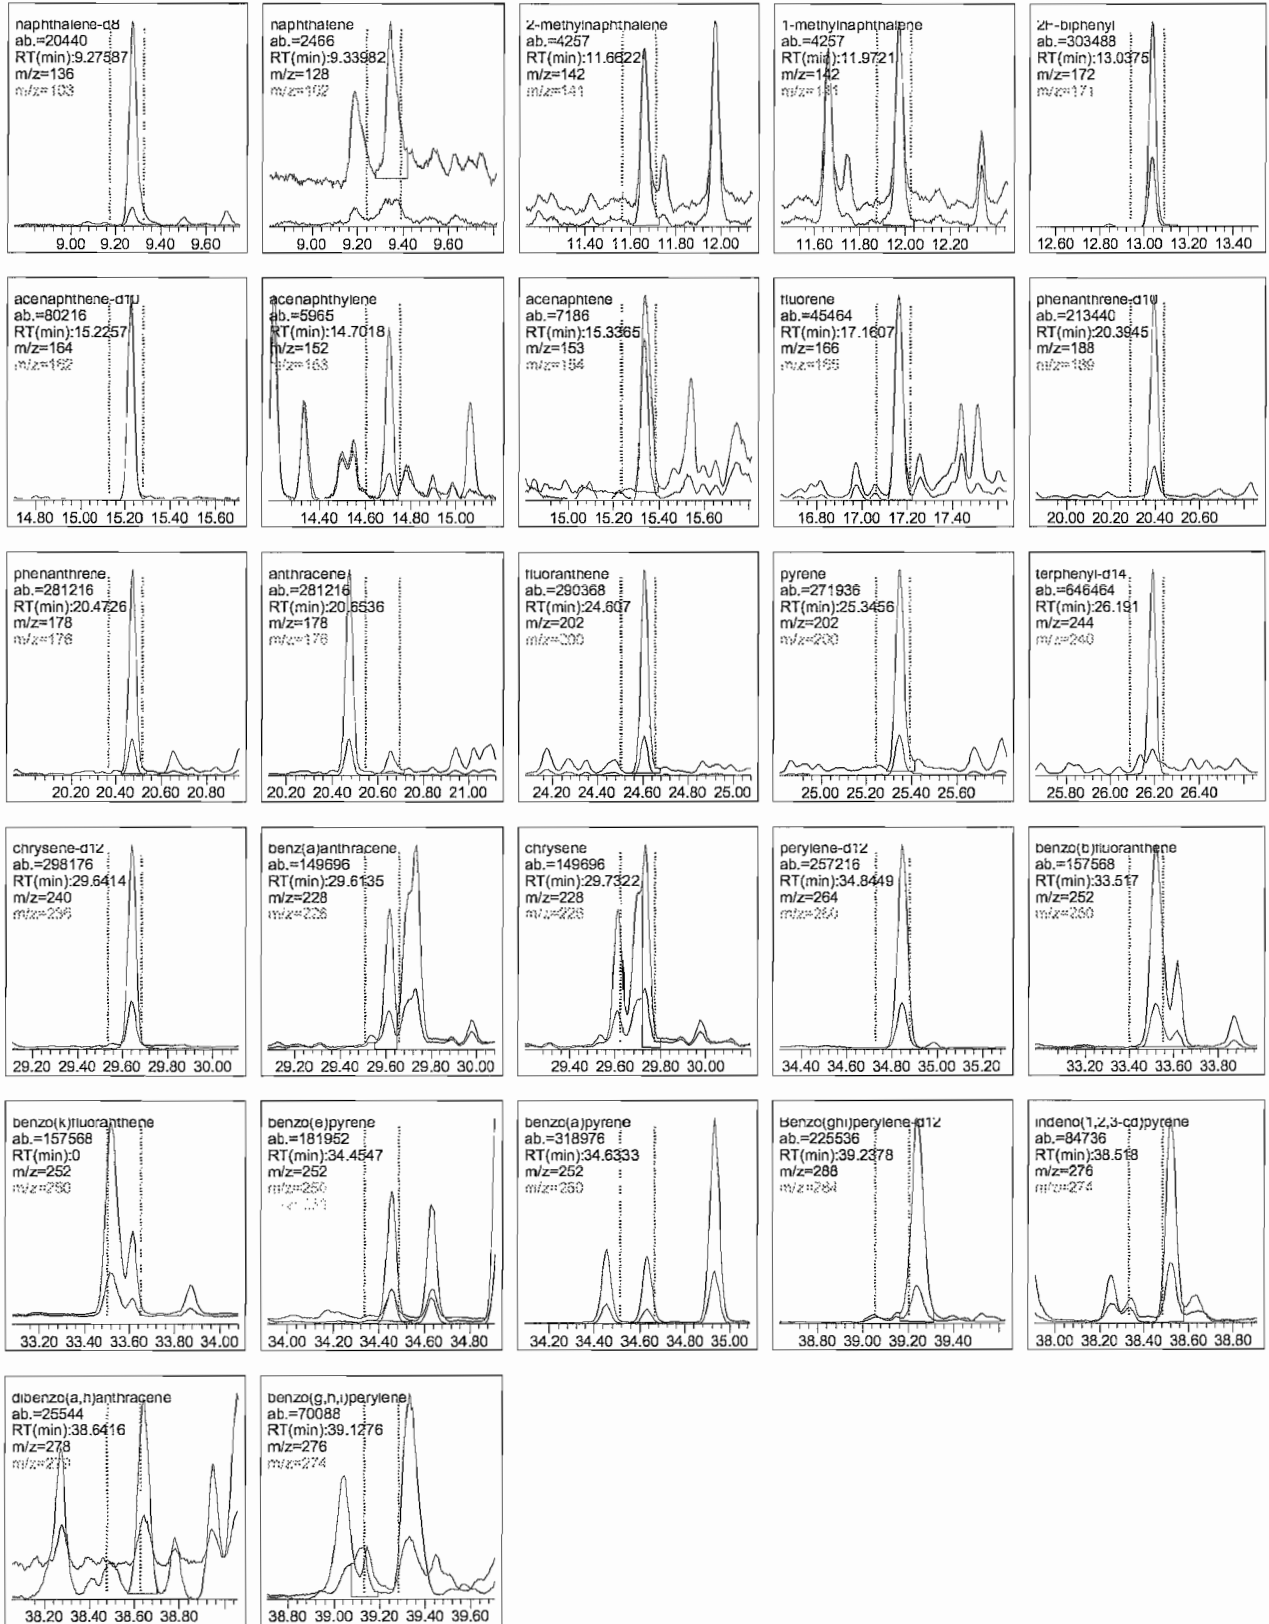 naphthalene-d8
ab.=20440
RT(min):9.27587
m/z=136
m/z=103
9.00 9.20 9.40 9.60
naphthalene
ab.=2466
RT(min):9.33982
m/z=128
m/z=102
9.00 9.20 9.40 9.60
2-methylnaphthalene
ab.=4257
RT(min):11.6622
m/z=142
m/z=141
11.40 11.60 11.80 12.00
1-methylnaphthalene
ab.=4257
RT(min):11.9721
m/z=142
11.60 11.80 12.00 12.20
2F-biphenyl
ab.=303488
RT(min):13.0375
m/z=172
m/z=171
12.60 12.80 13.00 13.20 13.40
acenaphthene-d10
ab.=80216
RT(min):15.2257
m/z=164
m/z=162
14.80 15.00 15.20 15.40 15.60
acenaphthylene
ab.=5965
RT(min):14.7018
m/z=152
m/z=153
14.40 14.60 14.80 15.00
acenaphtene
ab.=7186
RT(min):15.3365
m/z=153
m/z=154
15.00 15.20 15.40 15.60
fluorene
ab.=45464
RT(min):17.1607
m/z=166
m/z=165
16.80 17.00 17.20 17.40
phenanthrene-d10
ab.=213440
RT(min):20.3945
m/z=188
m/z=189
20.00 20.20 20.40 20.60
phenanthrene
ab.=281216
RT(min):20.4726
m/z=178
m/z=176
20.20 20.40 20.60 20.80
anthracene
ab.=281216
RT(min):20.6536
m/z=178
m/z=176
20.20 20.40 20.60 20.80 21.00
fluoranthene
ab.=290368
RT(min):24.607
m/z=202
m/z=200
24.20 24.40 24.60 24.80 25.00
pyrene
ab.=271936
RT(min):25.3456
m/z=202
m/z=200
25.00 25.20 25.40 25.60
terphenyl-d14
ab.=646464
RT(min):26.191
m/z=244
m/z=240
25.80 26.00 26.20 26.40
chrysene-d12
ab.=298176
RT(min):29.6414
m/z=240
m/z=236
29.20 29.40 29.60 29.80 30.00
benz(a)anthracene
ab.=149696
RT(min):29.6135
m/z=228
m/z=226
29.20 29.40 29.60 29.80 30.00
chrysene
ab.=149696
RT(min):29.7322
m/z=228
m/z=226
29.40 29.60 29.80 30.00
perylene-d12
ab.=257216
RT(min):34.8449
m/z=264
m/z=260
34.40 34.60 34.80 35.00 35.20
benzo(b)fluoranthene
ab.=157568
RT(min):33.517
m/z=252
m/z=250
33.20 33.40 33.60 33.80
benzo(k)fluoranthene
ab.=157568
RT(min):0
m/z=252
m/z=250
33.20 33.40 33.60 33.80 34.00
benzo(e)pyrene
ab.=181952
RT(min):34.4547
m/z=252
m/z=250
34.00 34.20 34.40 34.60 34.80
benzo(a)pyrene
ab.=318976
RT(min):34.6333
m/z=252
m/z=250
34.20 34.40 34.60 34.80 35.00
Benzo(ghi)perylene-d12
ab.=225536
RT(min):39.2378
m/z=288
m/z=284
38.80 39.00 39.20 39.40
indeno(1,2,3-cd)pyrene
ab.=84736
RT(min):38.518
m/z=276
m/z=274
38.00 38.20 38.40 38.60 38.80
dibenzo(a,h)anthracene
ab.=25544
RT(min):38.6416
m/z=278
38.20 38.40 38.60 38.80
benzo(g,h,i)perylene
ab.=70088
RT(min):39.1276
m/z=276
m/z=274
38.80 39.00 39.20 39.40 39.60